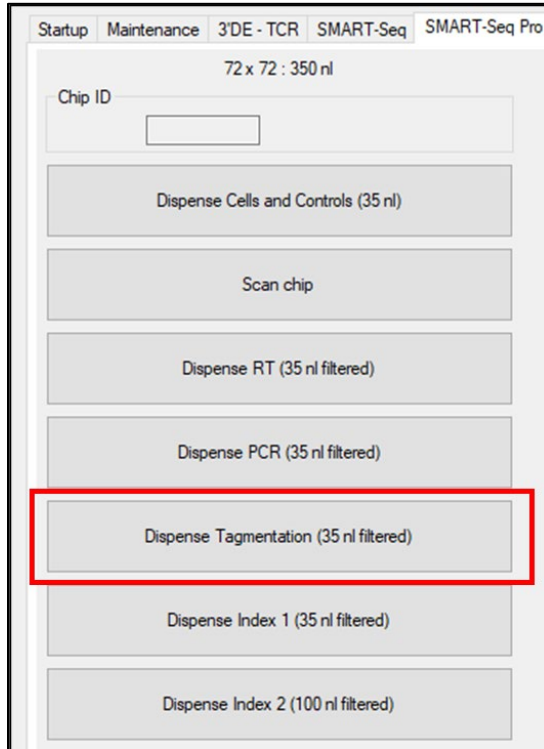 Startup Maintenance 3'DE - TCR SMART-Seq SMART-Seq Pro
72 x 72 : 350 nl
Chip ID
Dispense Cells and Controls (35 nl)
Scan chip
Dispense RT (35 nl filtered)
Dispense PCR (35 nl filtered)
Dispense Tagmentation (35 nl filtered)
Dispense Index 1 (35 nl filtered)
Dispense Index 2 (100 nl filtered)